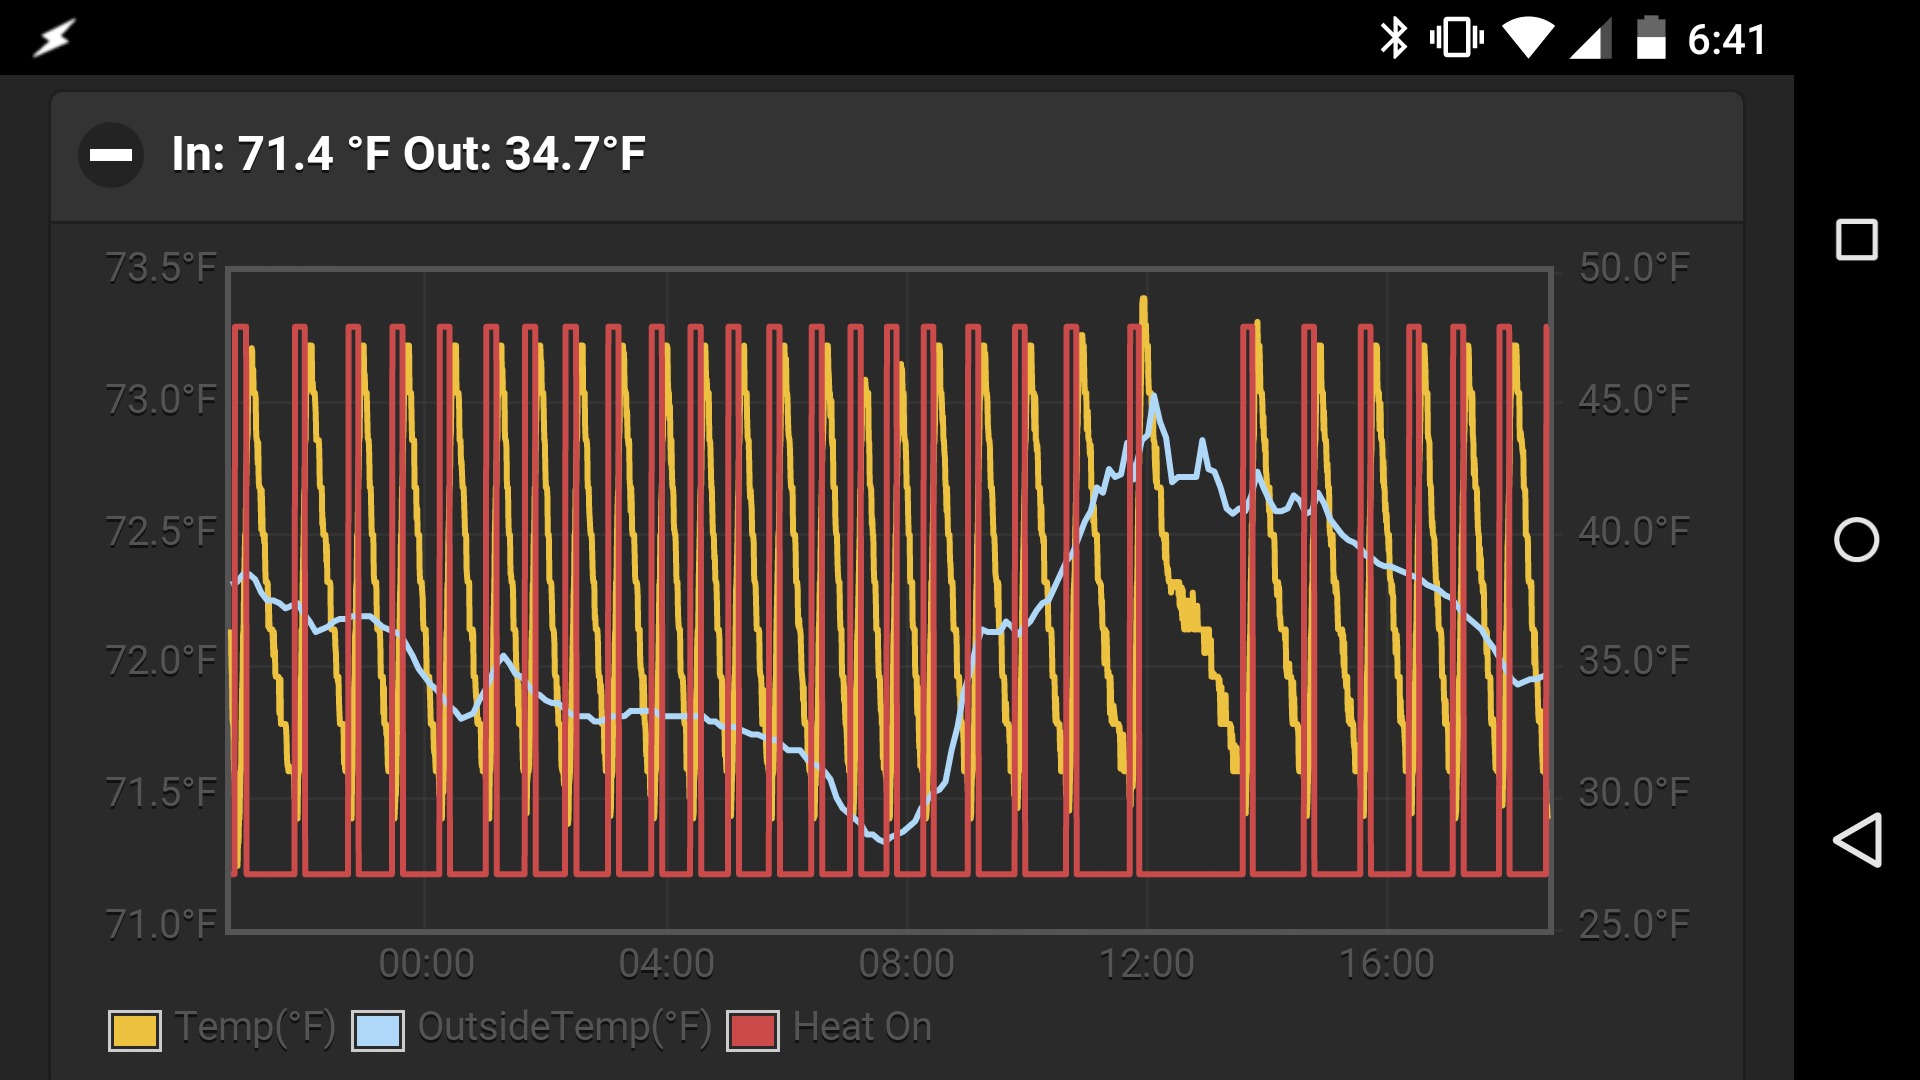 6:41
In: 71.4 °F Out: 34.7°F
73.5°F 50.0°F
73.0°F 45.0°F
72.5°F 40.0°F
72.0°F 35.0°F
71.5°F 30.0°F
71.0°F 25.0°F
00:00 04:00 08:00 12:00 16:00
Temp(°F) OutsideTemp(°F) Heat On